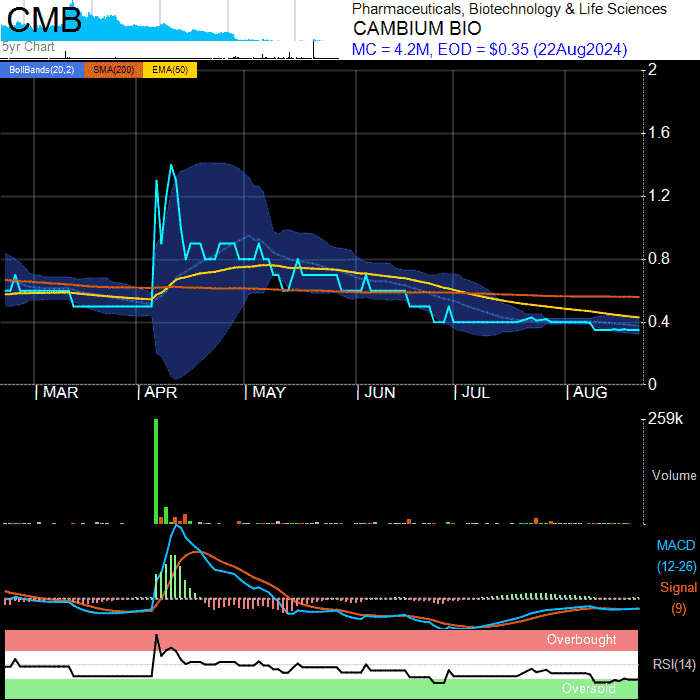 CMB
5yr Chart
Pharmaceuticals, Biotechnology & Life Sciences
CAMBIUM BIO
MC = 4.2M, EOD = $0.35 (22Aug2024)
BollBands(20,2) SMA(200) EMA(50)
2
1.6
1.2
0.8
0.4
0
MAR APR MAY JUN JUL AUG
259k
Volume
MACD
(12-26)
Signal
(9)
Overbought
RSI(14)
Oversold